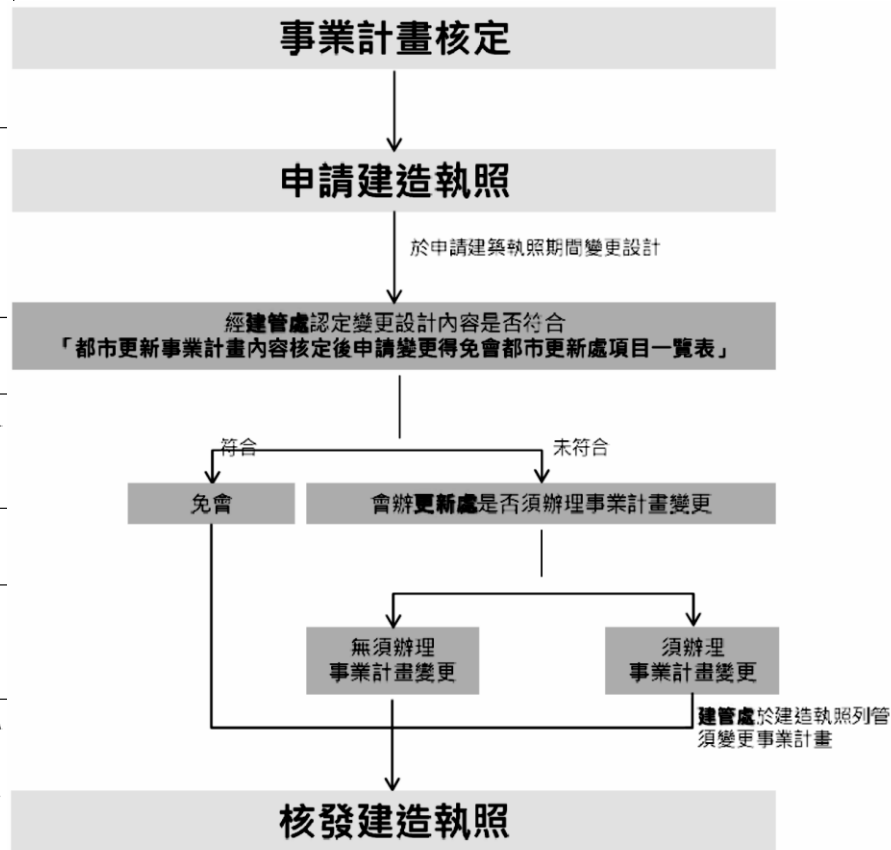 事業計畫核定
申請建造執照
於申請建築執照期間變更設計
經建管處認定變更設計內容是否符合
「都市更新事業計畫內容核定後申請變更得免會都市更新處項目一覽表」
符合
未符合
免會
會辦更新處是否須辦理事業計畫變更
無須辦理
事業計畫變更
須辦理
事業計畫變更
建管處於建造執照列管
須變更事業計畫
核發建造執照